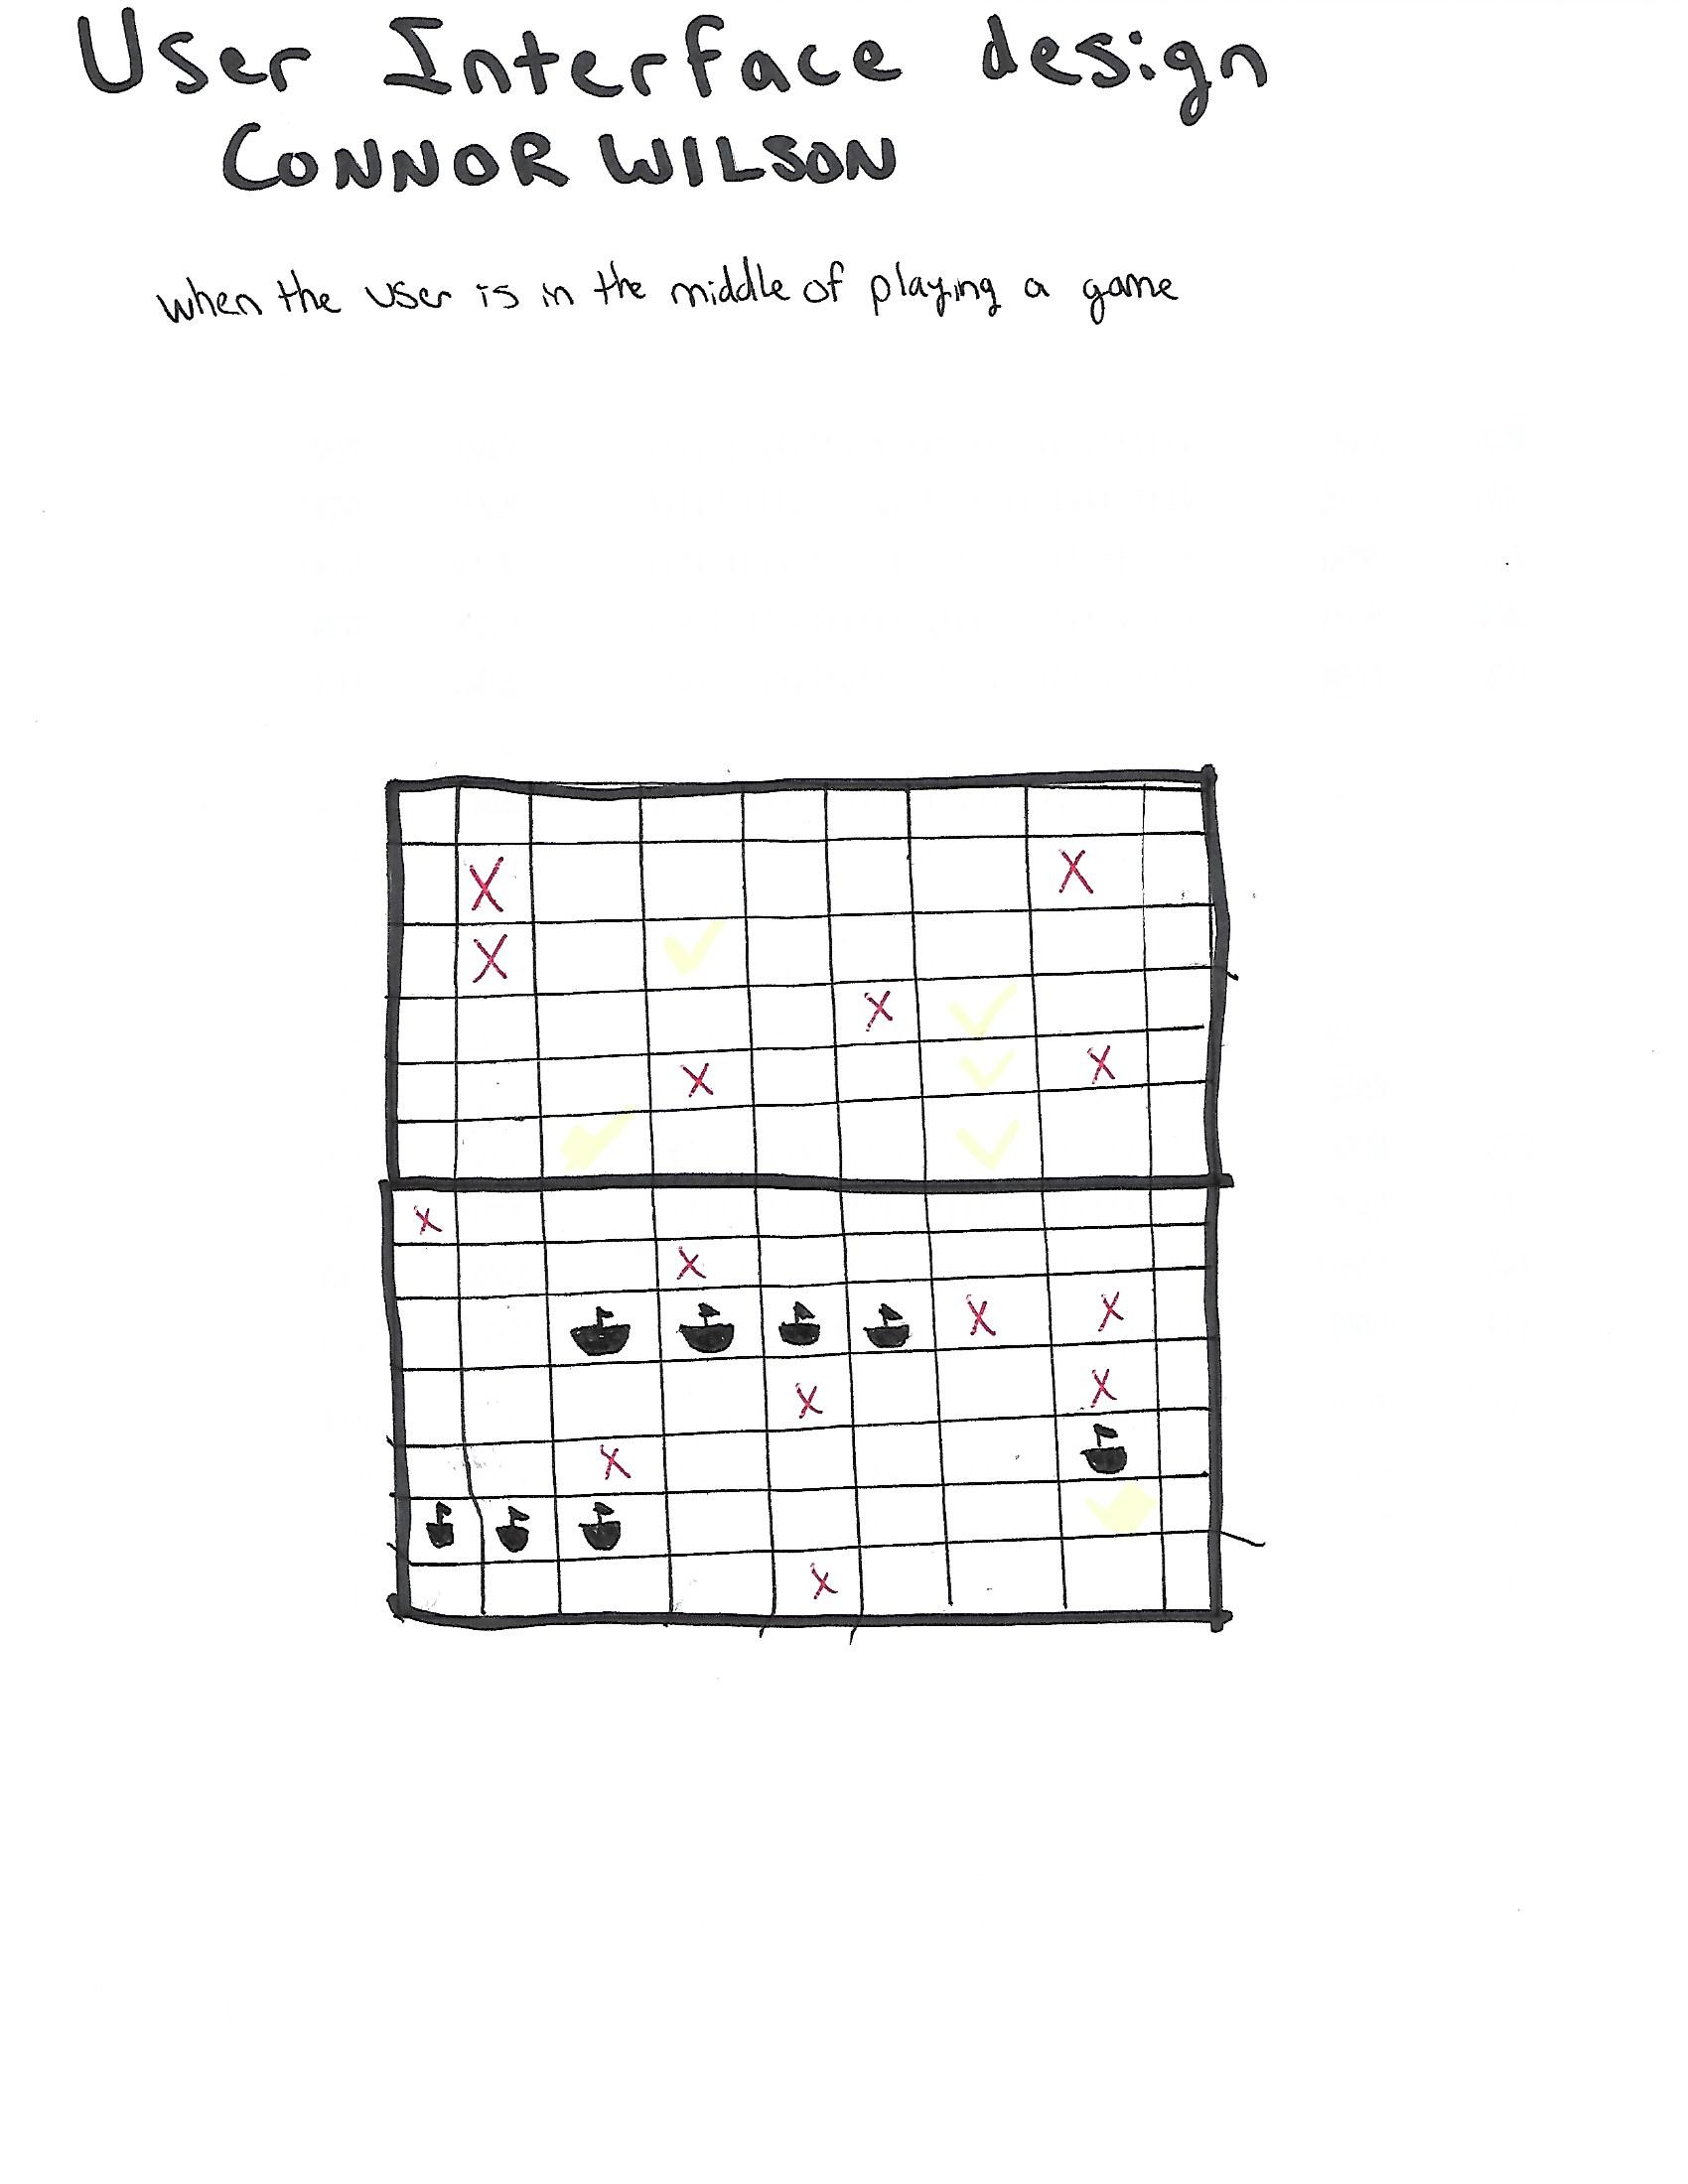 User Interface design
CONNOR WILSON
when the user is in the middle of playing a game